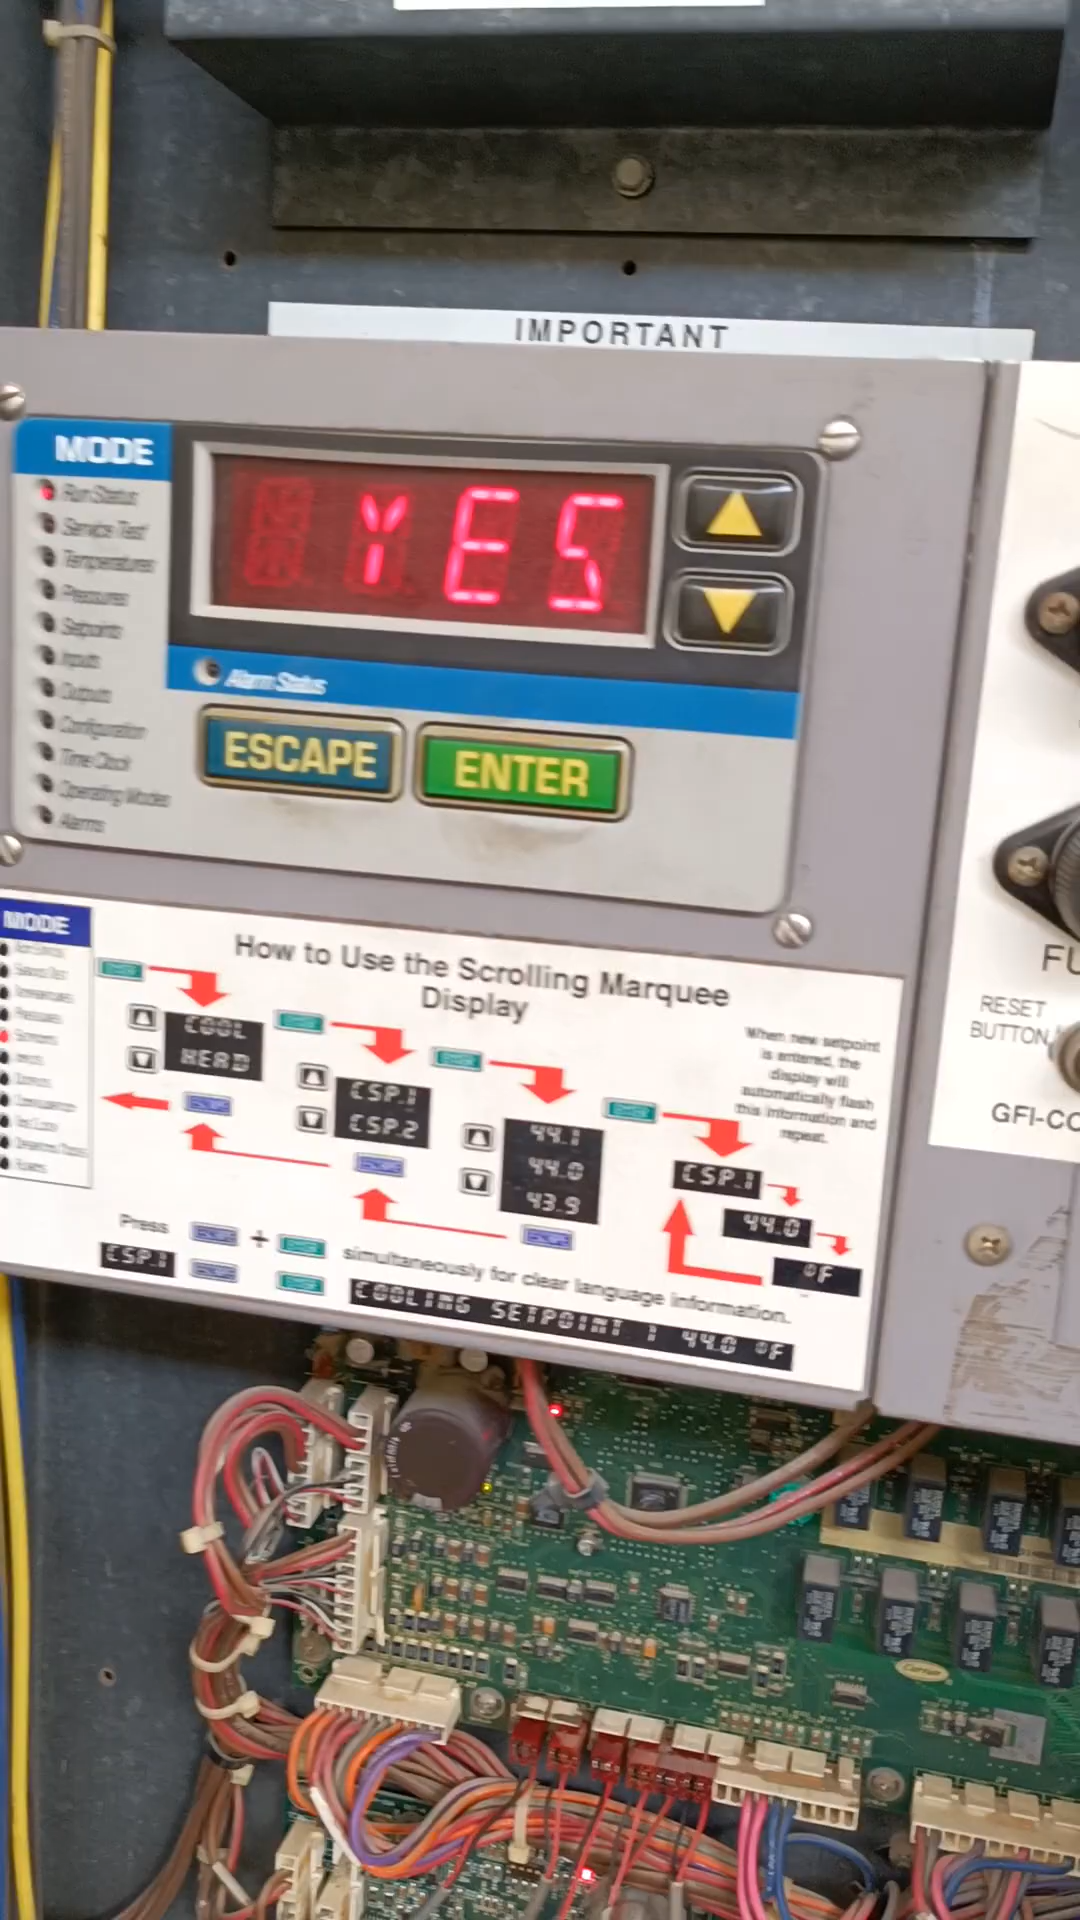 IMPORTANT
MODE
YES
Run Status
Service Test
Temperatures
Pressures
Setpoints
Inputs
Outputs
Configuration
Time Clock
Operating Modes
Alarms
Alarm Status
ESCAPE
ENTER
MODE
How to Use the Scrolling Marquee
Display
COOL
HEAD
CSP.1
CSP.2
44.1
44.0
43.9
When new setpoint
is entered, the
display will
automatically flash
this information and
repeat.
CSP.1
44.0
°F
Press
+
simultaneously for clear language information.
CSP.1
COOLING SETPOINT 1 44.0 °F
FU
RESET
BUTTON
GFI-CO